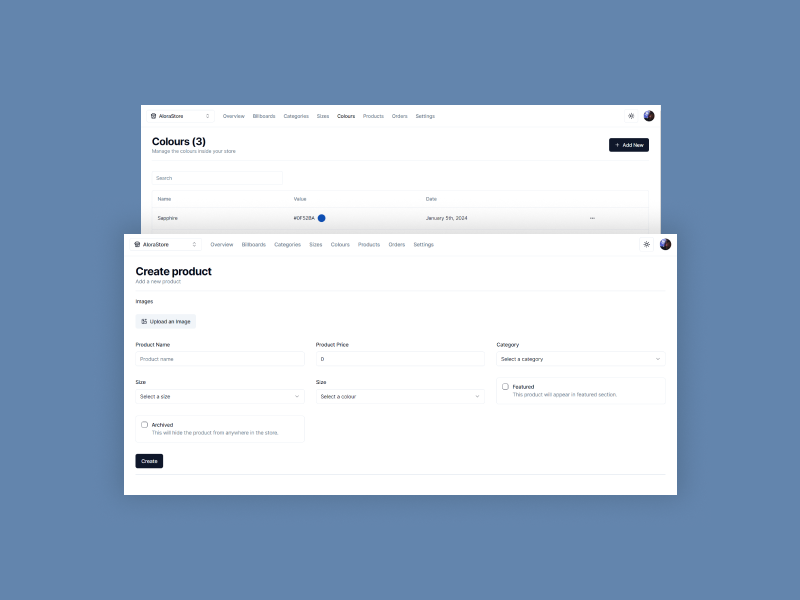 AloraStore Overview Billboards Categories Sizes Colours Products Orders Settings
Colours (3)
Manage the colours inside your store
+ Add New
Search
Name Value Date
Sapphire #0F52BA January 5th, 2024 ...
AloraStore Overview Billboards Categories Sizes Colours Products Orders Settings
Create product
Add a new product
Images
Upload an Image
Product Name Product Price Category
Product name 0 Select a category
Size Size
Select a size Select a colour
Featured
This product will appear in featured section.
Archived
This will hide the product from anywhere in the store.
Create